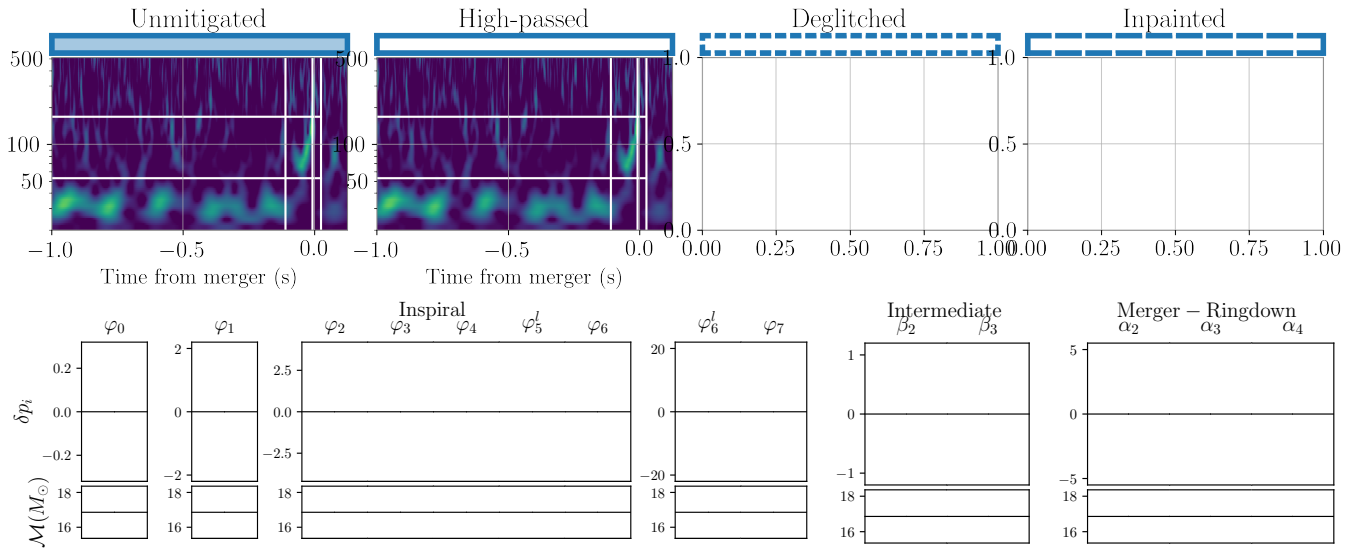 Unmitigated High-passed Deglitched Inpainted
500 500 1.0 1.0
100 100 0.5 0.5
50 50
0.0 0.0
−1.0 −0.5 0.0 −1.0 −0.5 0.0 0.00 0.25 0.50 0.75 1.00 0.00 0.25 0.50 0.75 1.00
Time from merger (s) Time from merger (s)
Inspiral Intermediate Merger − Ringdown
φ₀ φ₁ φ₂ φ₃ φ₄ φ₅ˡ φ₆ φ₆ˡ φ₇ β₂ β₃ α₂ α₃ α₄
2 20 5
0.2 2.5 1
δpᵢ 0.0 0 0.0 0 0 0
−0.2 −2.5 −1
−2 −20 −5
18 18 18 18 18 18
ℳ(M⊙) 16 16 16 16 16 16